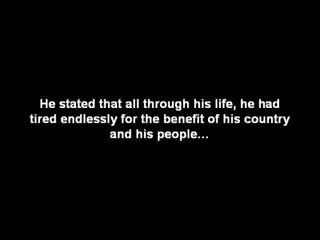 He stated that all through his life, he had
tired endlessly for the benefit of his country
and his people…